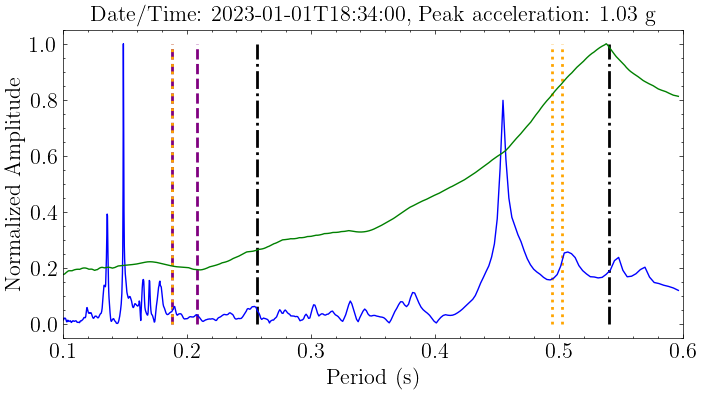 Date/Time: 2023-01-01T18:34:00, Peak acceleration: 1.03 g
1.0
0.8
0.6
0.4
0.2
0.0
Normalized Amplitude
0.1 0.2 0.3 0.4 0.5 0.6
Period (s)